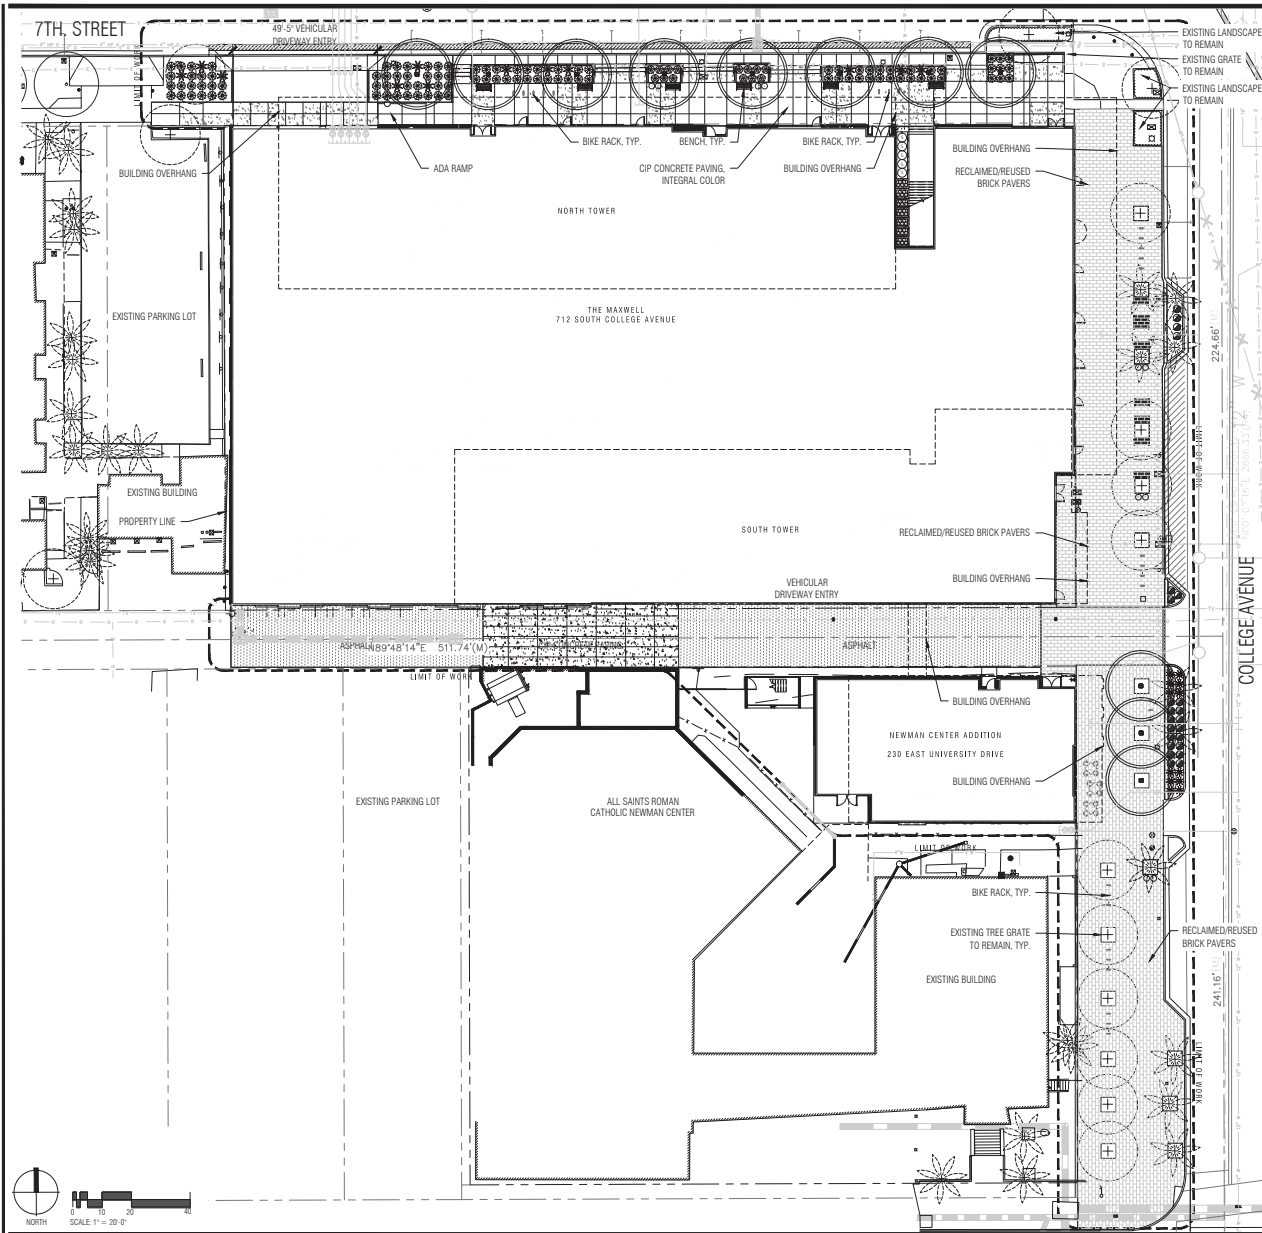 7TH. STREET
49'-5" VEHICULAR
DRIVEWAY ENTRY
EXISTING LANDSCAPE
TO REMAIN
EXISTING GRATE
TO REMAIN
EXISTING LANDSCAPE
TO REMAIN
LIMIT OF WORK
BIKE RACK, TYP.
BENCH, TYP.
BIKE RACK, TYP.
BUILDING OVERHANG
ADA RAMP
CIP CONCRETE PAVING,
INTEGRAL COLOR
BUILDING OVERHANG
BUILDING OVERHANG
RECLAIMED/REUSED
BRICK PAVERS
NORTH TOWER
THE MAXWELL
712 SOUTH COLLEGE AVENUE
EXISTING PARKING LOT
224.66' (M)
LIMIT OF WORK
EXISTING BUILDING
PROPERTY LINE
SOUTH TOWER
RECLAIMED/REUSED BRICK PAVERS
VEHICULAR
DRIVEWAY ENTRY
BUILDING OVERHANG
COLLEGE AVENUE
ASPHALT
N89°48'14"E 511.74'(M)
ASPHALT
LIMIT OF WORK
BUILDING OVERHANG
NEWMAN CENTER ADDITION
230 EAST UNIVERSITY DRIVE
BUILDING OVERHANG
EXISTING PARKING LOT
ALL SAINTS ROMAN
CATHOLIC NEWMAN CENTER
LIMIT OF WORK
BIKE RACK, TYP.
EXISTING TREE GRATE
TO REMAIN, TYP.
RECLAIMED/REUSED
BRICK PAVERS
EXISTING BUILDING
241.16' (M)
LIMIT OF WORK
NORTH
0 10 20 40
SCALE: 1" = 20'-0"